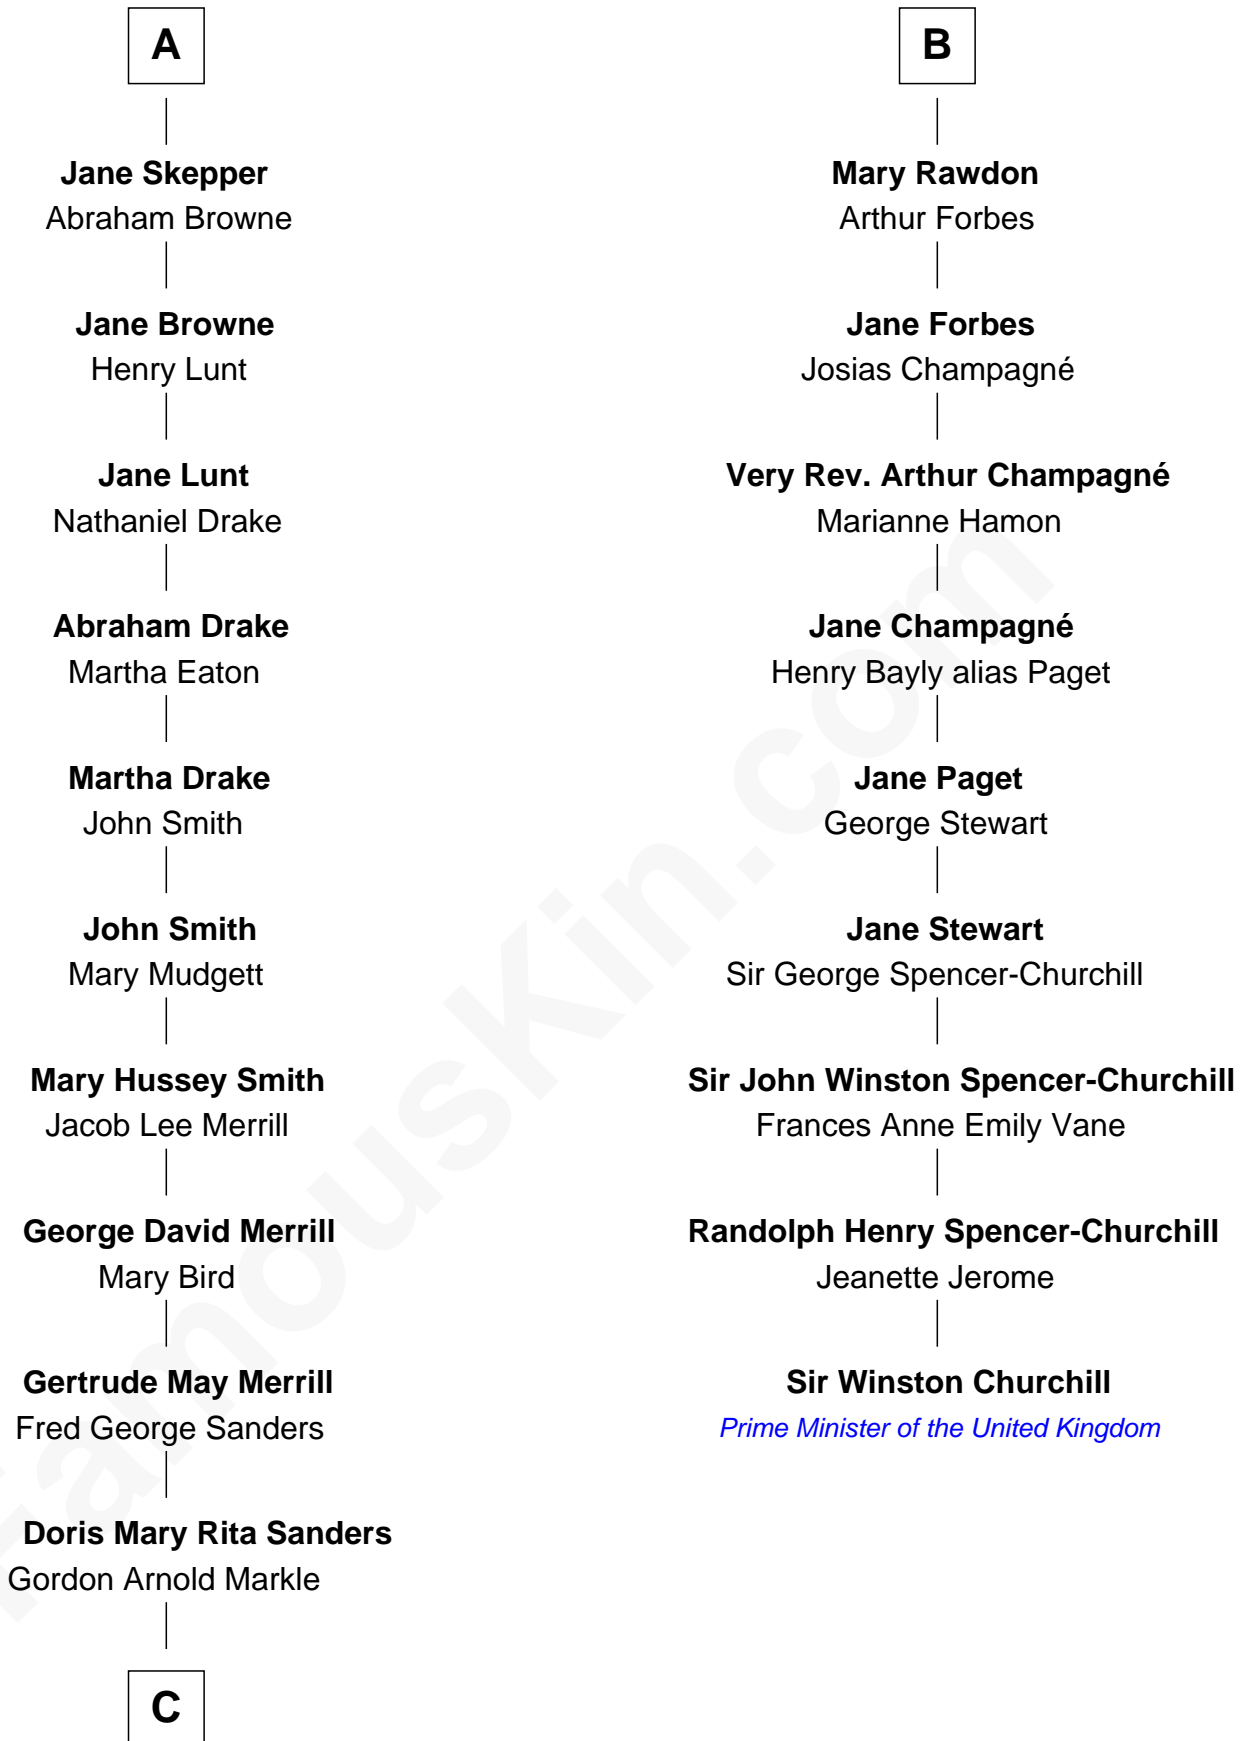 A
Jane Skepper
Abraham Browne
Jane Browne
Henry Lunt
Jane Lunt
Nathaniel Drake
Abraham Drake
Martha Eaton
Martha Drake
John Smith
John Smith
Mary Mudgett
Mary Hussey Smith
Jacob Lee Merrill
George David Merrill
Mary Bird
Gertrude May Merrill
Fred George Sanders
Doris Mary Rita Sanders
Gordon Arnold Markle
C
B
Mary Rawdon
Arthur Forbes
Jane Forbes
Josias Champagné
Very Rev. Arthur Champagné
Marianne Hamon
Jane Champagné
Henry Bayly alias Paget
Jane Paget
George Stewart
Jane Stewart
Sir George Spencer-Churchill
Sir John Winston Spencer-Churchill
Frances Anne Emily Vane
Randolph Henry Spencer-Churchill
Jeanette Jerome
Sir Winston Churchill
Prime Minister of the United Kingdom
FamousKin.com